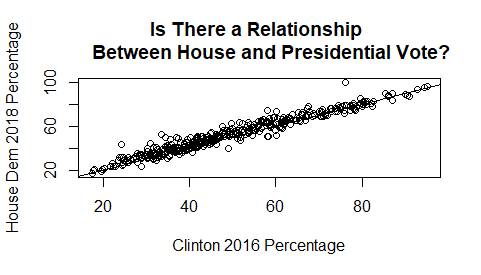 Is There a Relationship
Between House and Presidential Vote?
House Dem 2018 Percentage
100
60
20
20
40
60
80
Clinton 2016 Percentage